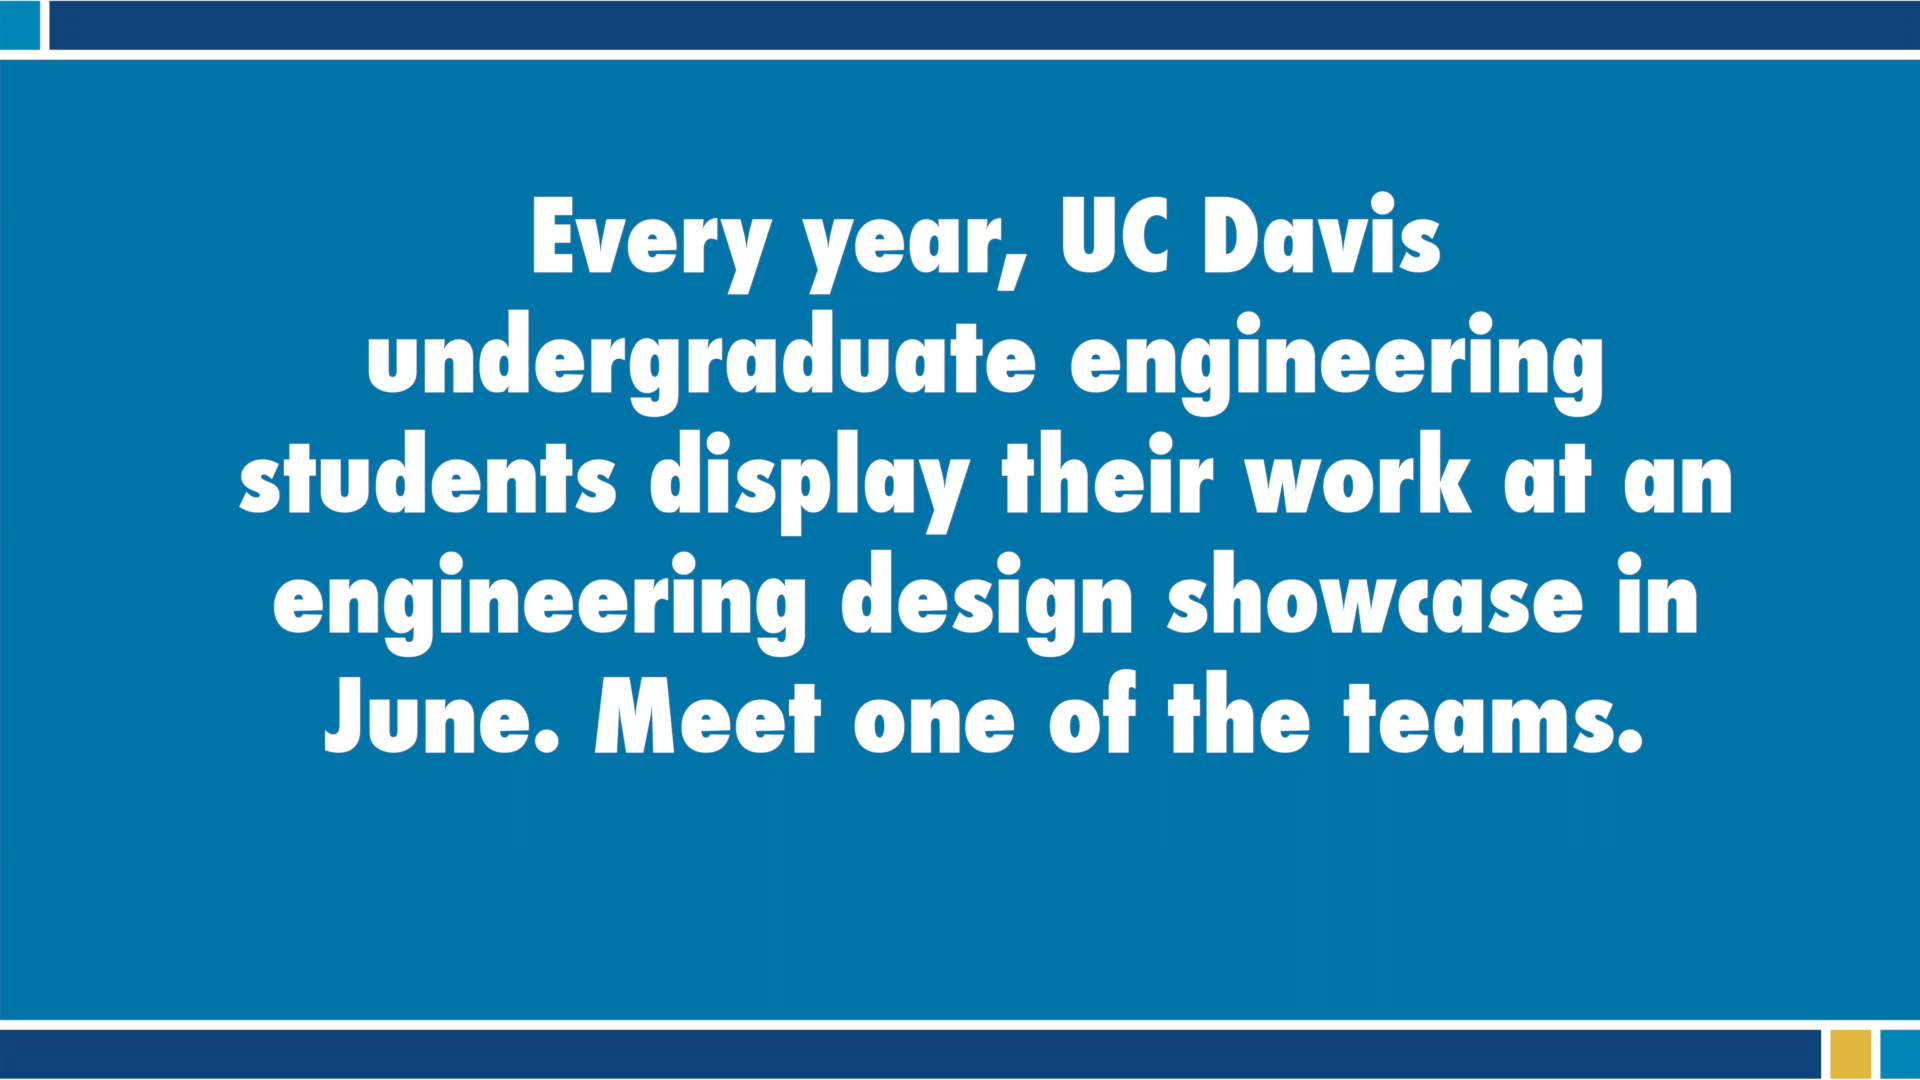 Every year, UC Davis
undergraduate engineering
students display their work at an
engineering design showcase in
June. Meet one of the teams.